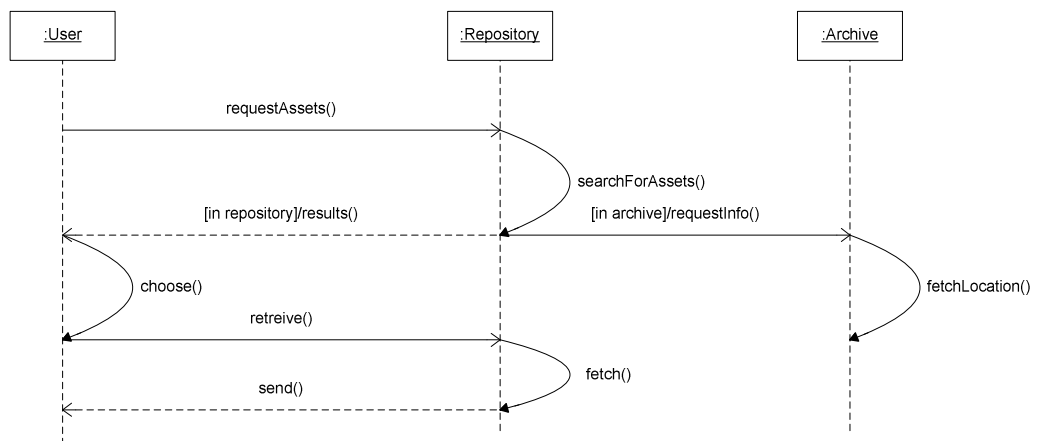 :User
:Repository
:Archive
requestAssets()
searchForAssets()
[in repository]/results()
[in archive]/requestInfo()
choose()
fetchLocation()
retreive()
fetch()
send()